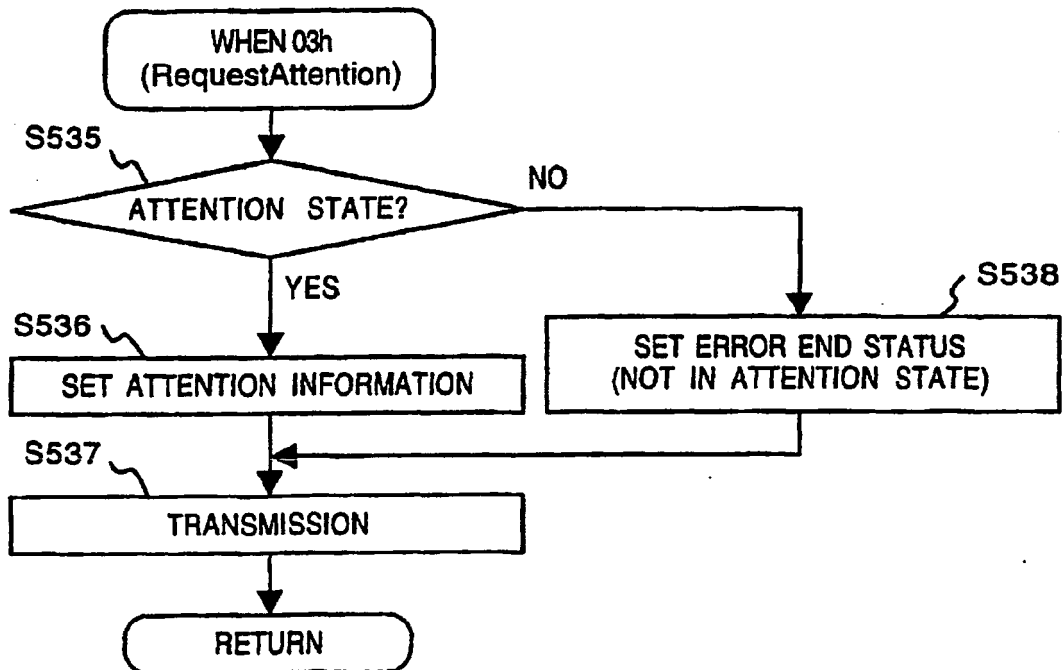 WHEN 03h
(RequestAttention)
S535
ATTENTION STATE?
NO
YES
S536
SET ATTENTION INFORMATION
S538
SET ERROR END STATUS
(NOT IN ATTENTION STATE)
S537
TRANSMISSION
RETURN